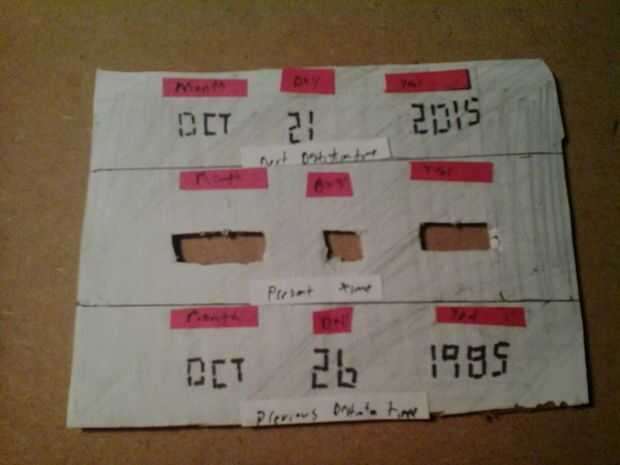 Month Day Year
OCT 21 2015
Month Day Year
Present time
Month Day Year
OCT 26 1985
Previous time